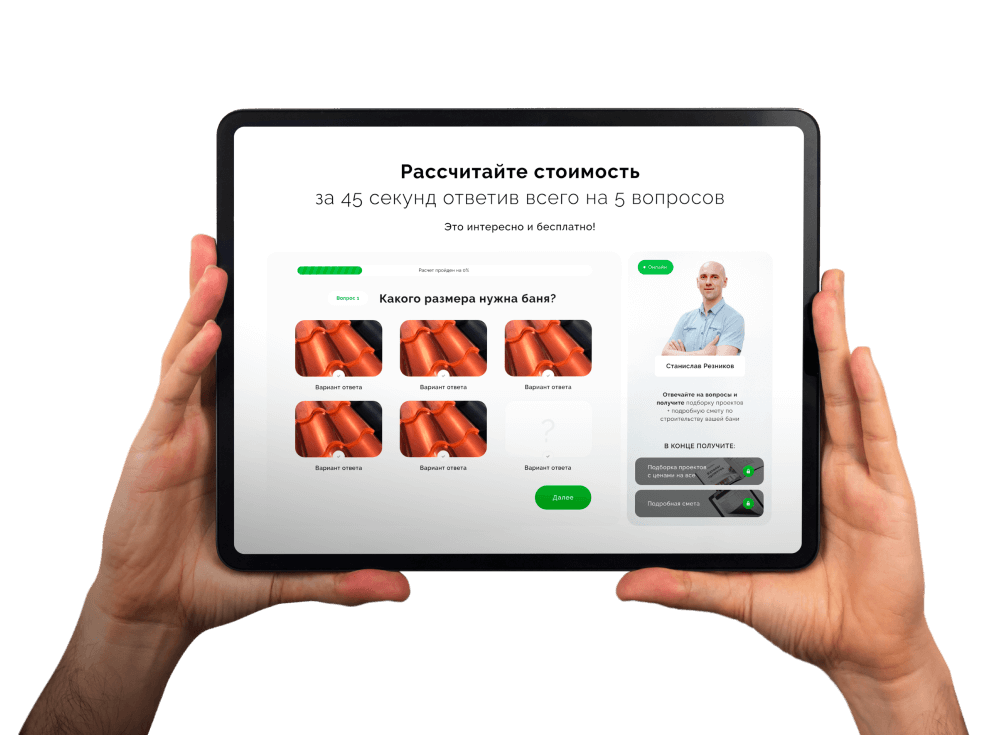 Рассчитайте стоимость
за 45 секунд ответив всего на 5 вопросов
Это интересно и бесплатно!
Расчет пройден на 0%
Вопрос 1
Какого размера нужна баня?
Вариант ответа
Вариант ответа
Вариант ответа
Вариант ответа
Вариант ответа
?
Вариант ответа
Далее
Онлайн
Станислав Резников
Отвечайте на вопросы и
получите подборку проектов
+ подробную смету по
строительству вашей бани
В КОНЦЕ ПОЛУЧИТЕ:
Подборка проектов
с ценами на все
Подробная смета